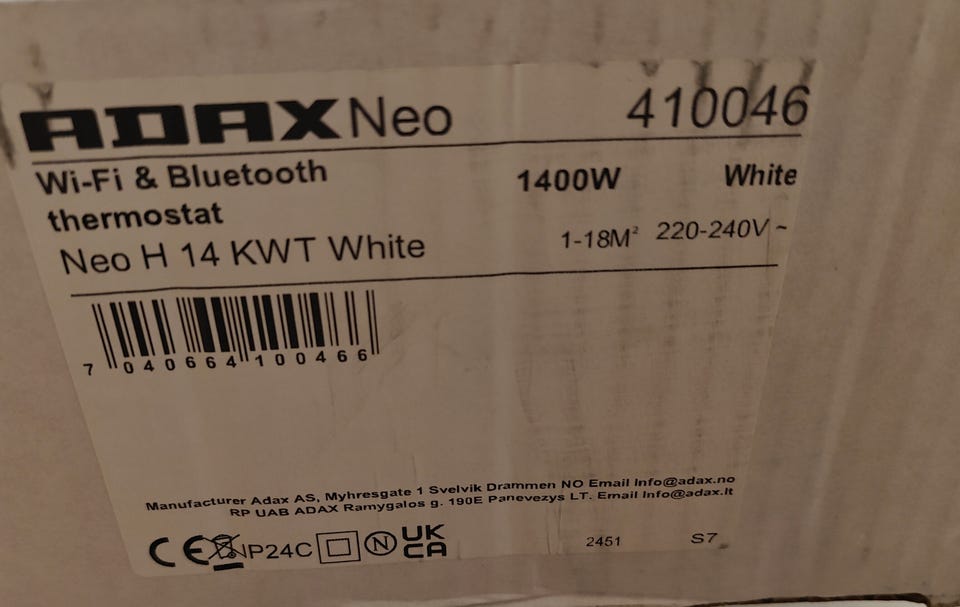 ADAX Neo 410046
Wi-Fi & Bluetooth thermostat
1400W White
Neo H 14 KWT White
1-18M² 220-240V ~
7 040664 100466
Manufacturer Adax AS, Myhresgate 1 Svelvik Drammen NO Email Info@adax.no
RP UAB ADAX Ramygalos g. 190E Panevezys LT. Email Info@adax.lt
CE IP24C N UK CA
2451 S7